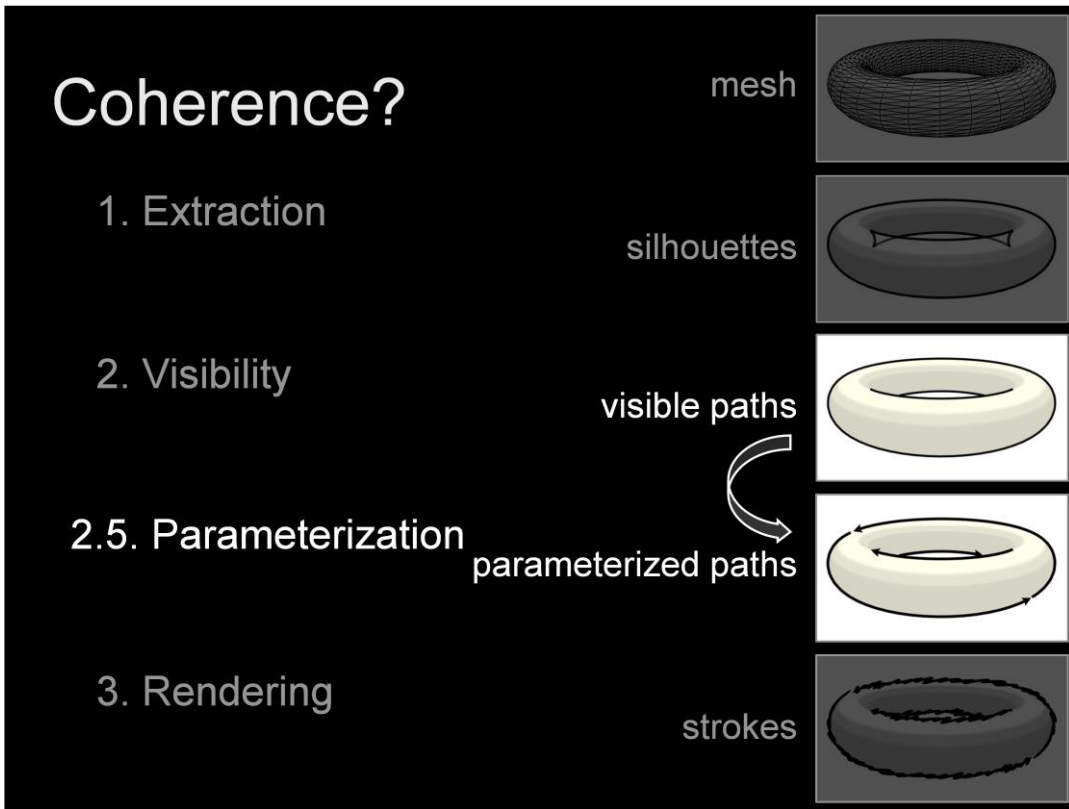 Coherence?
mesh
1. Extraction
silhouettes
2. Visibility
visible paths
2.5. Parameterization
parameterized paths
3. Rendering
strokes